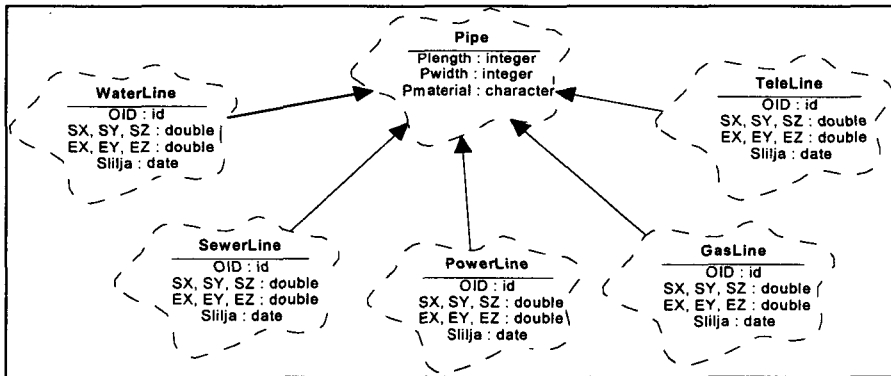 Pipe
Plength : integer
Pwidth : integer
Pmaterial : character
WaterLine
OID : id
SX, SY, SZ : double
EX, EY, EZ : double
Slilja : date
TeleLine
OID : id
SX, SY, SZ : double
EX, EY, EZ : double
Slilja : date
SewerLine
OID : id
SX, SY, SZ : double
EX, EY, EZ : double
Slilja : date
PowerLine
OID : id
SX, SY, SZ : double
EX, EY, EZ : double
Slilja : date
GasLine
OID : id
SX, SY, SZ : double
EX, EY, EZ : double
Slilja : date